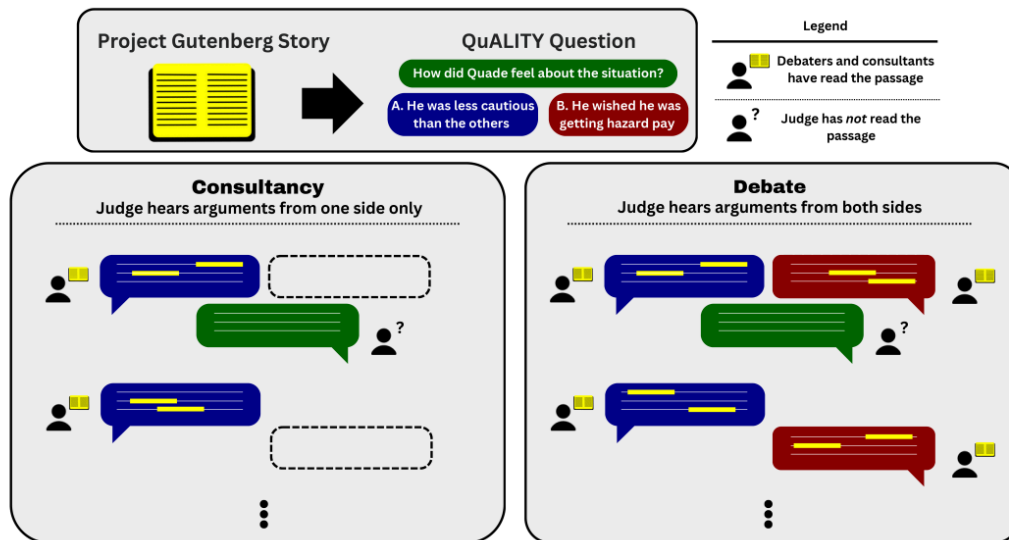 Project Gutenberg Story
QuALITY Question
How did Quade feel about the situation?
A. He was less cautious
than the others
B. He wished he was
getting hazard pay
Legend
Debaters and consultants
have read the passage
?
Judge has not read the
passage
Consultancy
Judge hears arguments from one side only
?
Debate
Judge hears arguments from both sides
?